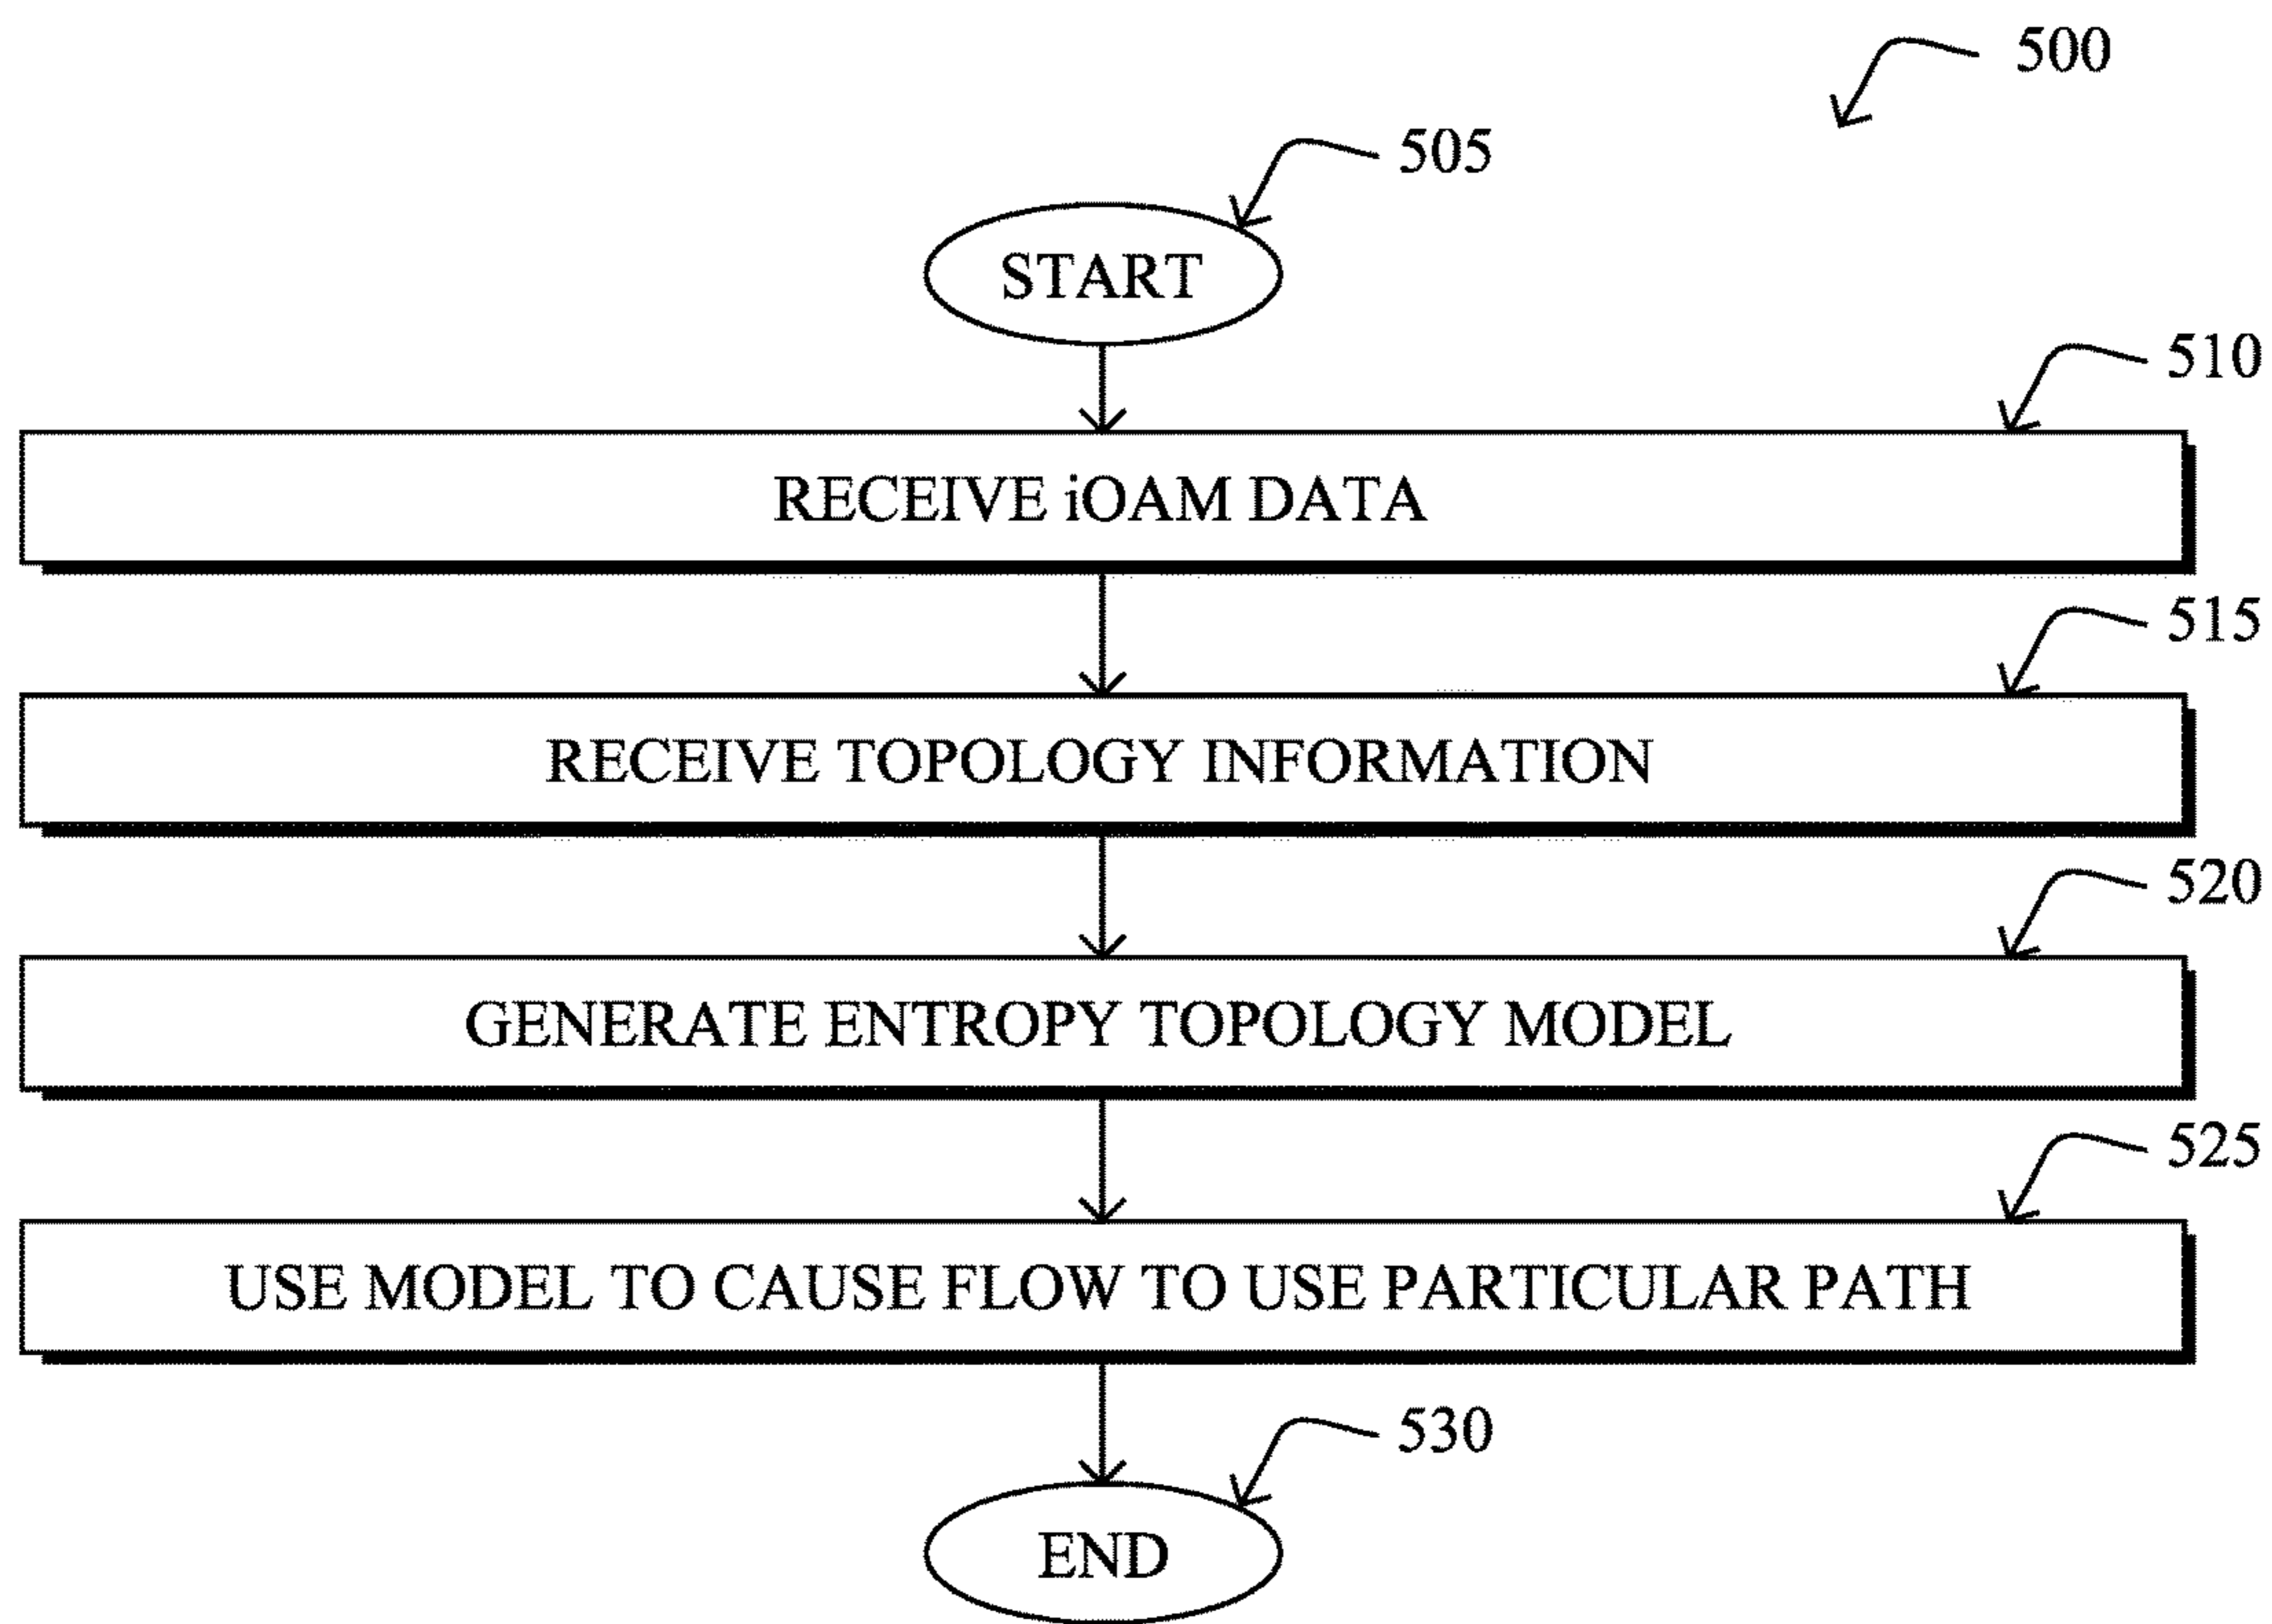 500
505
START
510
RECEIVE iOAM DATA
515
RECEIVE TOPOLOGY INFORMATION
520
GENERATE ENTROPY TOPOLOGY MODEL
525
USE MODEL TO CAUSE FLOW TO USE PARTICULAR PATH
530
END